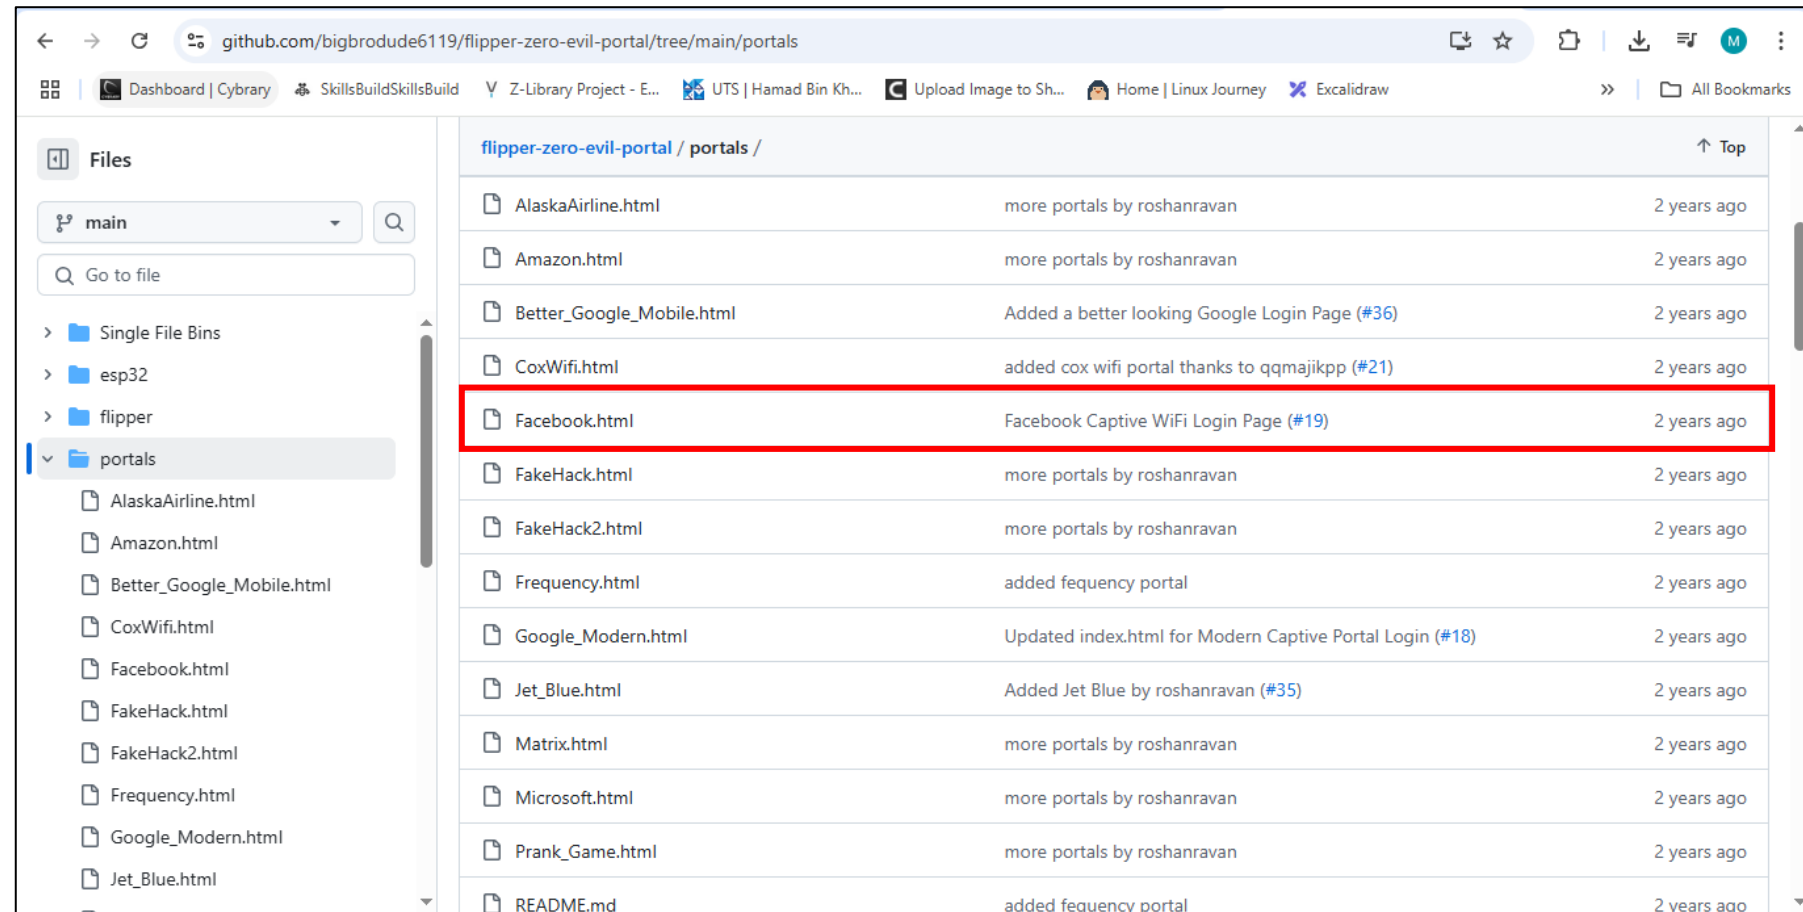 github.com/bigbrodude6119/flipper-zero-evil-portal/tree/main/portals
M
Dashboard | Cybrary SkillsBuildSkillsBuild Z-Library Project - E... UTS | Hamad Bin Kh... Upload Image to Sh... Home | Linux Journey Excalidraw » All Bookmarks
Files
main
Go to file
Single File Bins
esp32
flipper
portals
AlaskaAirline.html
Amazon.html
Better_Google_Mobile.html
CoxWifi.html
Facebook.html
FakeHack.html
FakeHack2.html
Frequency.html
Google_Modern.html
Jet_Blue.html
flipper-zero-evil-portal / portals / Top
AlaskaAirline.html more portals by roshanravan 2 years ago
Amazon.html more portals by roshanravan 2 years ago
Better_Google_Mobile.html Added a better looking Google Login Page (#36) 2 years ago
CoxWifi.html added cox wifi portal thanks to qqmajikpp (#21) 2 years ago
Facebook.html Facebook Captive WiFi Login Page (#19) 2 years ago
FakeHack.html more portals by roshanravan 2 years ago
FakeHack2.html more portals by roshanravan 2 years ago
Frequency.html added fequency portal 2 years ago
Google_Modern.html Updated index.html for Modern Captive Portal Login (#18) 2 years ago
Jet_Blue.html Added Jet Blue by roshanravan (#35) 2 years ago
Matrix.html more portals by roshanravan 2 years ago
Microsoft.html more portals by roshanravan 2 years ago
Prank_Game.html more portals by roshanravan 2 years ago
README.md added fequency portal 2 years ago